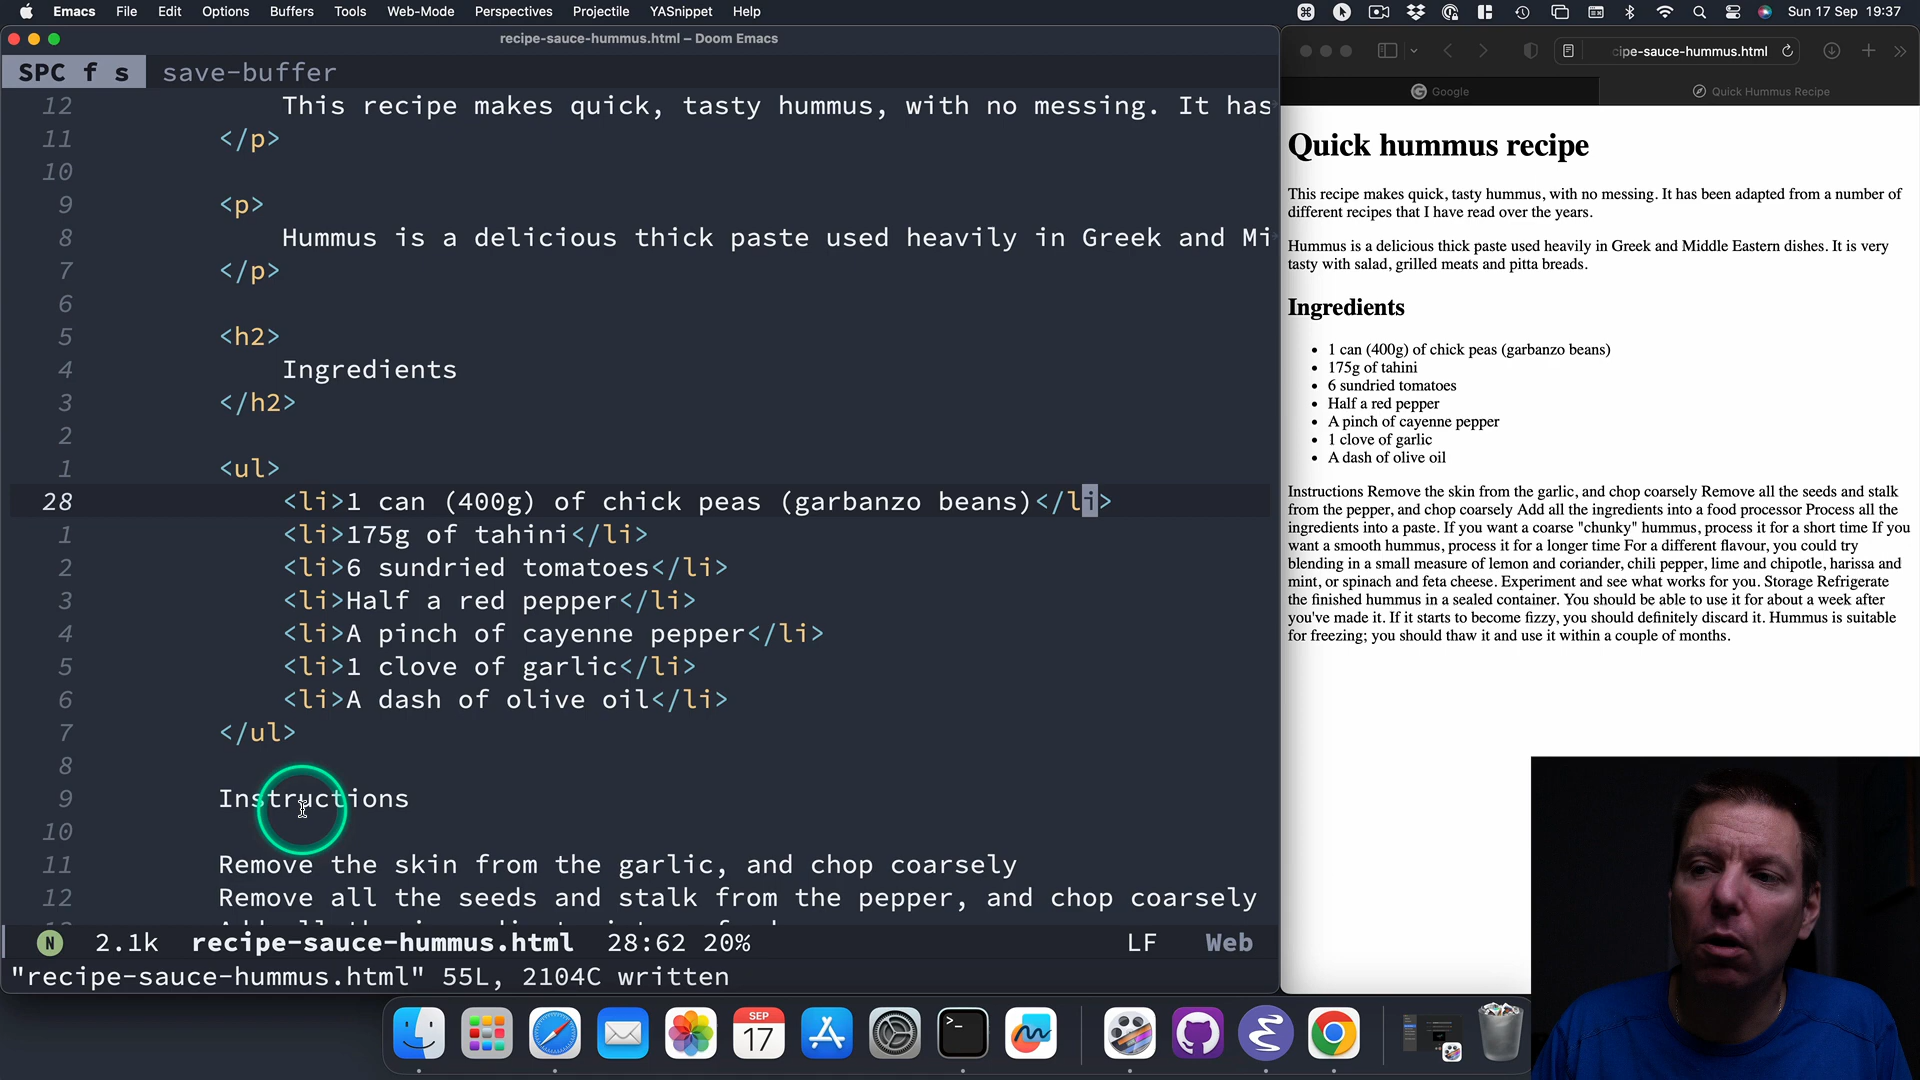 Emacs File Edit Options Buffers Tools Web-Mode Perspectives Projectile YASnippet Help Sun 17 Sep 19:37
recipe-sauce-hummus.html – Doom Emacs
SPC f s save-buffer
12 This recipe makes quick, tasty hummus, with no messing. It has
11 </p>
10
9 <p>
8 Hummus is a delicious thick paste used heavily in Greek and Mi
7 </p>
6
5 <h2>
4 Ingredients
3 </h2>
2
1 <ul>
28 <li>1 can (400g) of chick peas (garbanzo beans)</li>
1 <li>175g of tahini</li>
2 <li>6 sundried tomatoes</li>
3 <li>Half a red pepper</li>
4 <li>A pinch of cayenne pepper</li>
5 <li>1 clove of garlic</li>
6 <li>A dash of olive oil</li>
7 </ul>
8
9 Instructions
10
11 Remove the skin from the garlic, and chop coarsely
12 Remove all the seeds and stalk from the pepper, and chop coarsely
N 2.1k recipe-sauce-hummus.html 28:62 20% LF Web
"recipe-sauce-hummus.html" 55L, 2104C written
cipe-sauce-hummus.html
Google
Quick Hummus Recipe
Quick hummus recipe
This recipe makes quick, tasty hummus, with no messing. It has been adapted from a number of
different recipes that I have read over the years.
Hummus is a delicious thick paste used heavily in Greek and Middle Eastern dishes. It is very
tasty with salad, grilled meats and pitta breads.
Ingredients
• 1 can (400g) of chick peas (garbanzo beans)
• 175g of tahini
• 6 sundried tomatoes
• Half a red pepper
• A pinch of cayenne pepper
• 1 clove of garlic
• A dash of olive oil
Instructions Remove the skin from the garlic, and chop coarsely Remove all the seeds and stalk
from the pepper, and chop coarsely Add all the ingredients into a food processor Process all the
ingredients into a paste. If you want a coarse "chunky" hummus, process it for a short time If you
want a smooth hummus, process it for a longer time For a different flavour, you could try
blending in a small measure of lemon and coriander, chili pepper, lime and chipotle, harissa and
mint, or spinach and feta cheese. Experiment and see what works for you. Storage Refrigerate
the finished hummus in a sealed container. You should be able to use it for about a week after
you've made it. If it starts to become fizzy, you should definitely discard it. Hummus is suitable
for freezing; you should thaw it and use it within a couple of months.
SEP
17